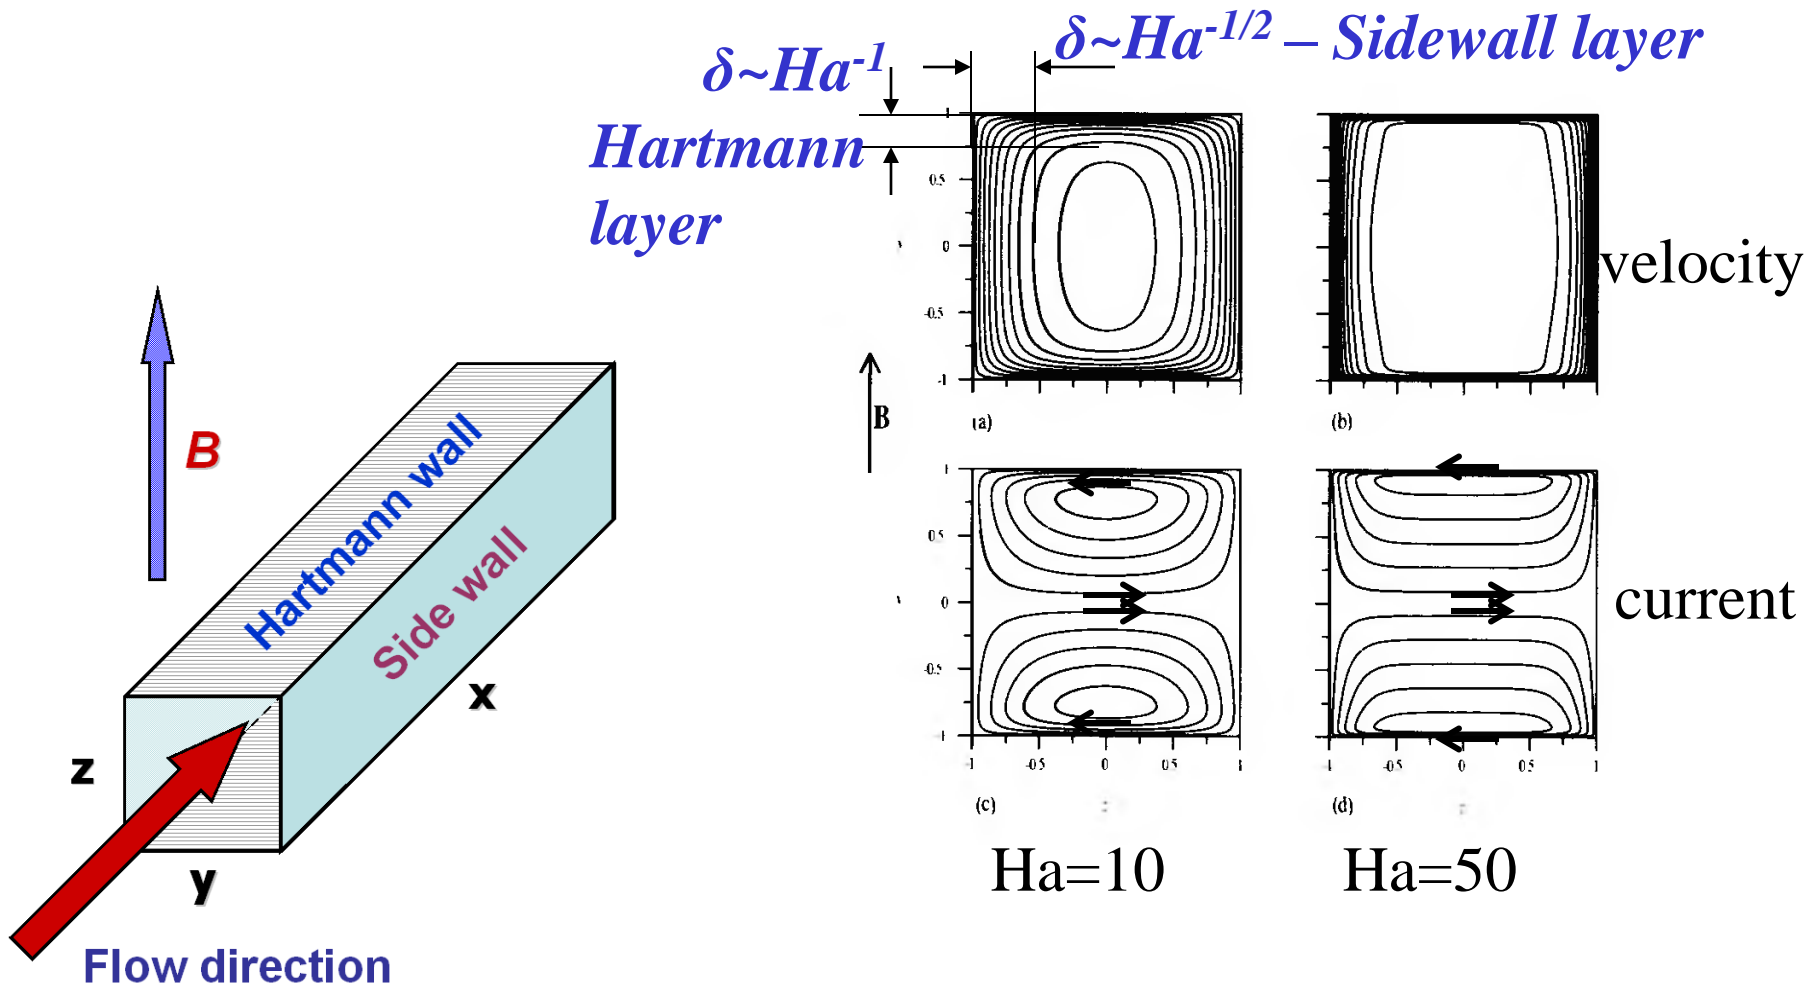 δ~Ha-1/2 – Sidewall layer
δ~Ha-1
Hartmann
layer
velocity
B
Hartmann wall
Side wall
x
z
y
Flow direction
1
0.5
0
-0.5
-1
B
(a)
(b)
1
0.5
0
-0.5
-1
current
-1 -0.5 0 0.5 1
-1 -0.5 0 0.5 1
(c)
(d)
Ha=10
Ha=50